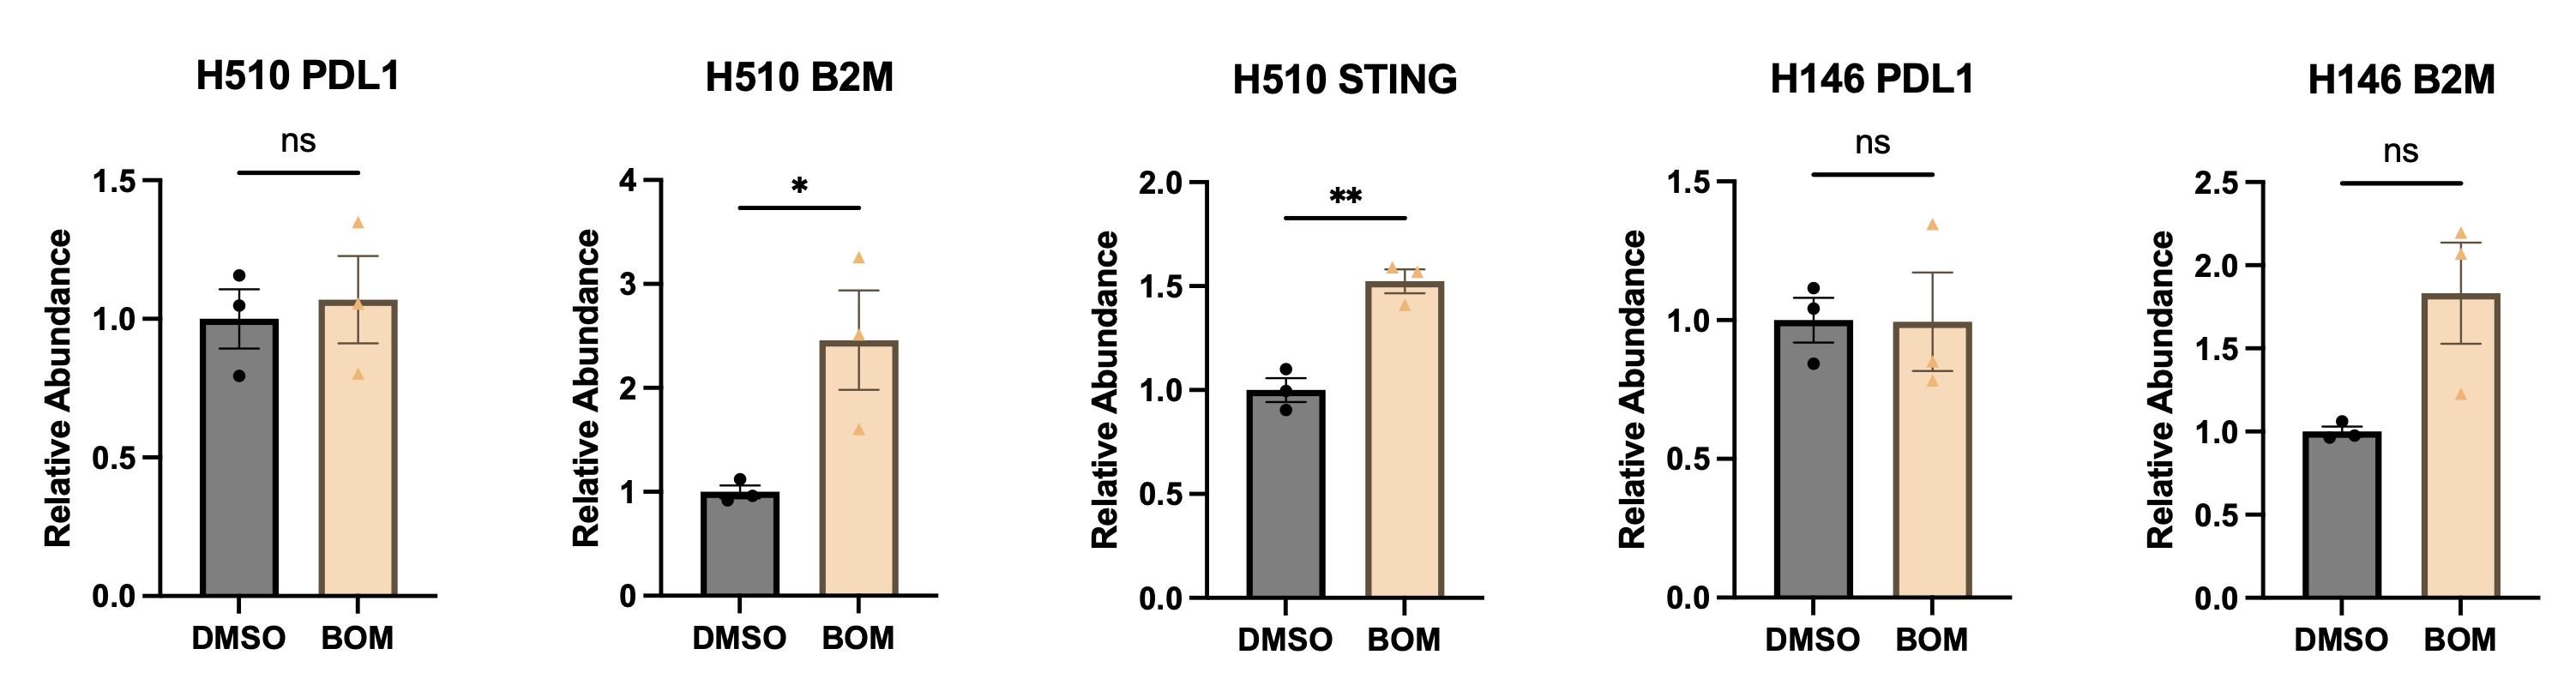 H510 PDL1
ns
1.5
1.0
0.5
0.0
Relative Abundance
DMSO BOM
H510 B2M
*
4
3
2
1
0
Relative Abundance
DMSO BOM
H510 STING
**
2.0
1.5
1.0
0.5
0.0
Relative Abundance
DMSO BOM
H146 PDL1
ns
1.5
1.0
0.5
0.0
Relative Abundance
DMSO BOM
H146 B2M
ns
2.5
2.0
1.5
1.0
0.5
0.0
Relative Abundance
DMSO BOM